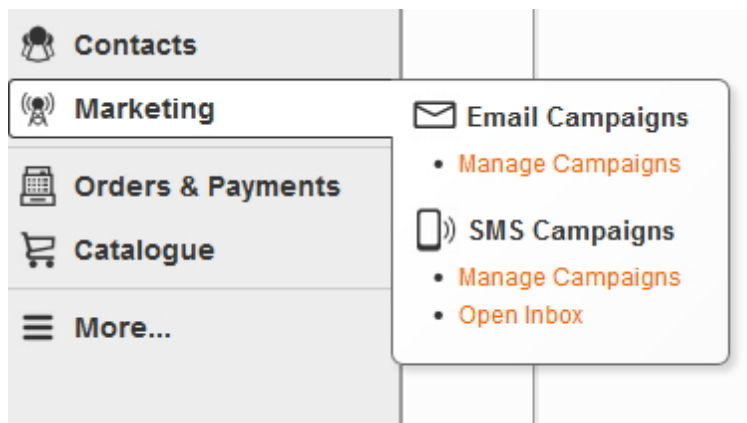 Contacts
Marketing
Orders & Payments
Catalogue
More...
Email Campaigns
Manage Campaigns
SMS Campaigns
Manage Campaigns
Open Inbox